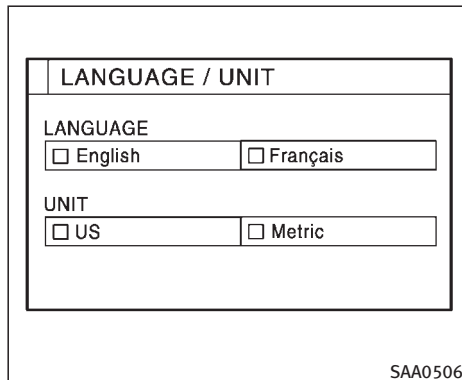 LANGUAGE / UNIT
LANGUAGE
English Français
UNIT
US Metric
SAA0506